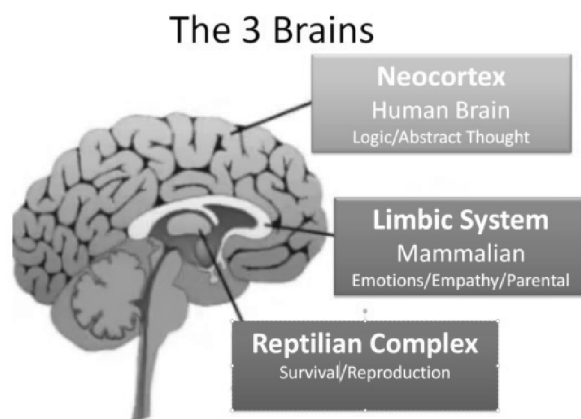 The 3 Brains
Neocortex
Human Brain
Logic/Abstract Thought
Limbic System
Mammalian
Emotions/Empathy/Parental
Reptilian Complex
Survival/Reproduction